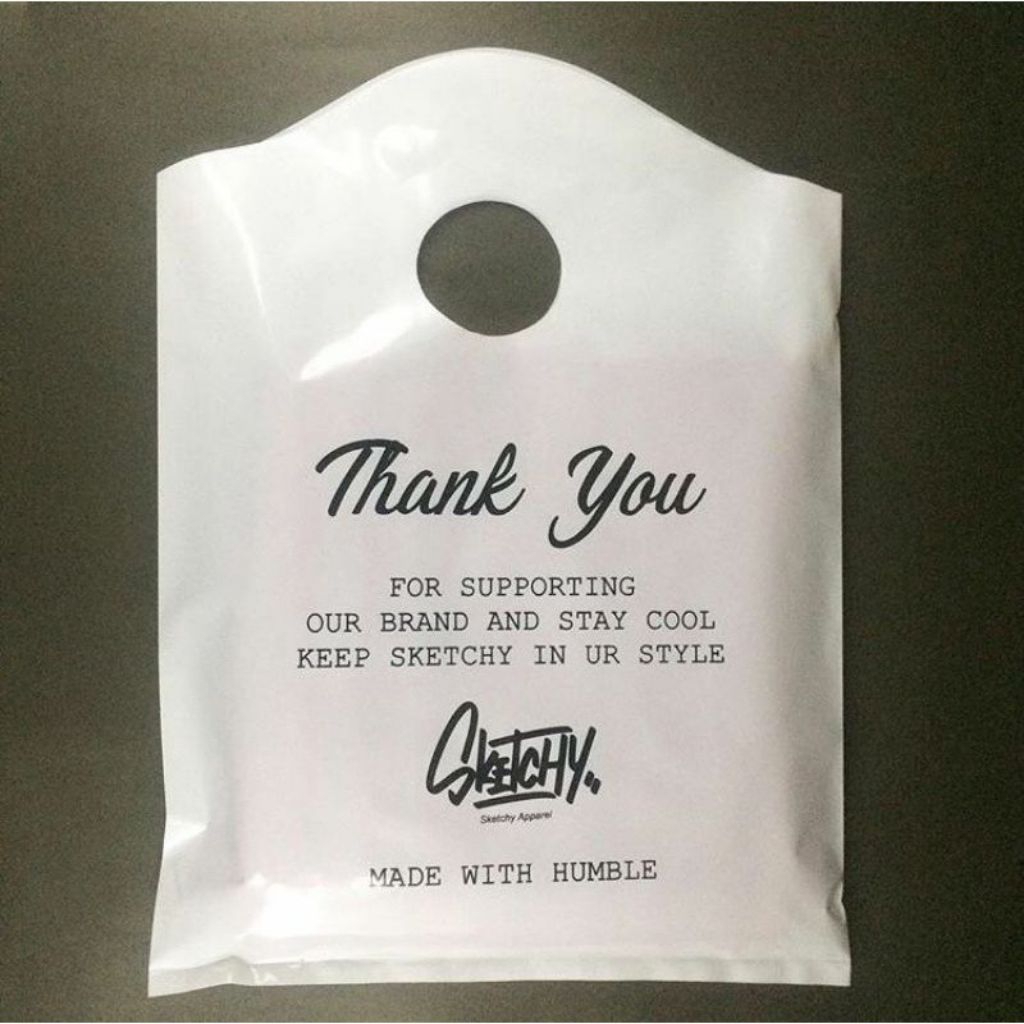 Thank You
FOR SUPPORTING
OUR BRAND AND STAY COOL
KEEP SKETCHY IN UR STYLE
SKETCHY
Sketchy Apparel
MADE WITH HUMBLE